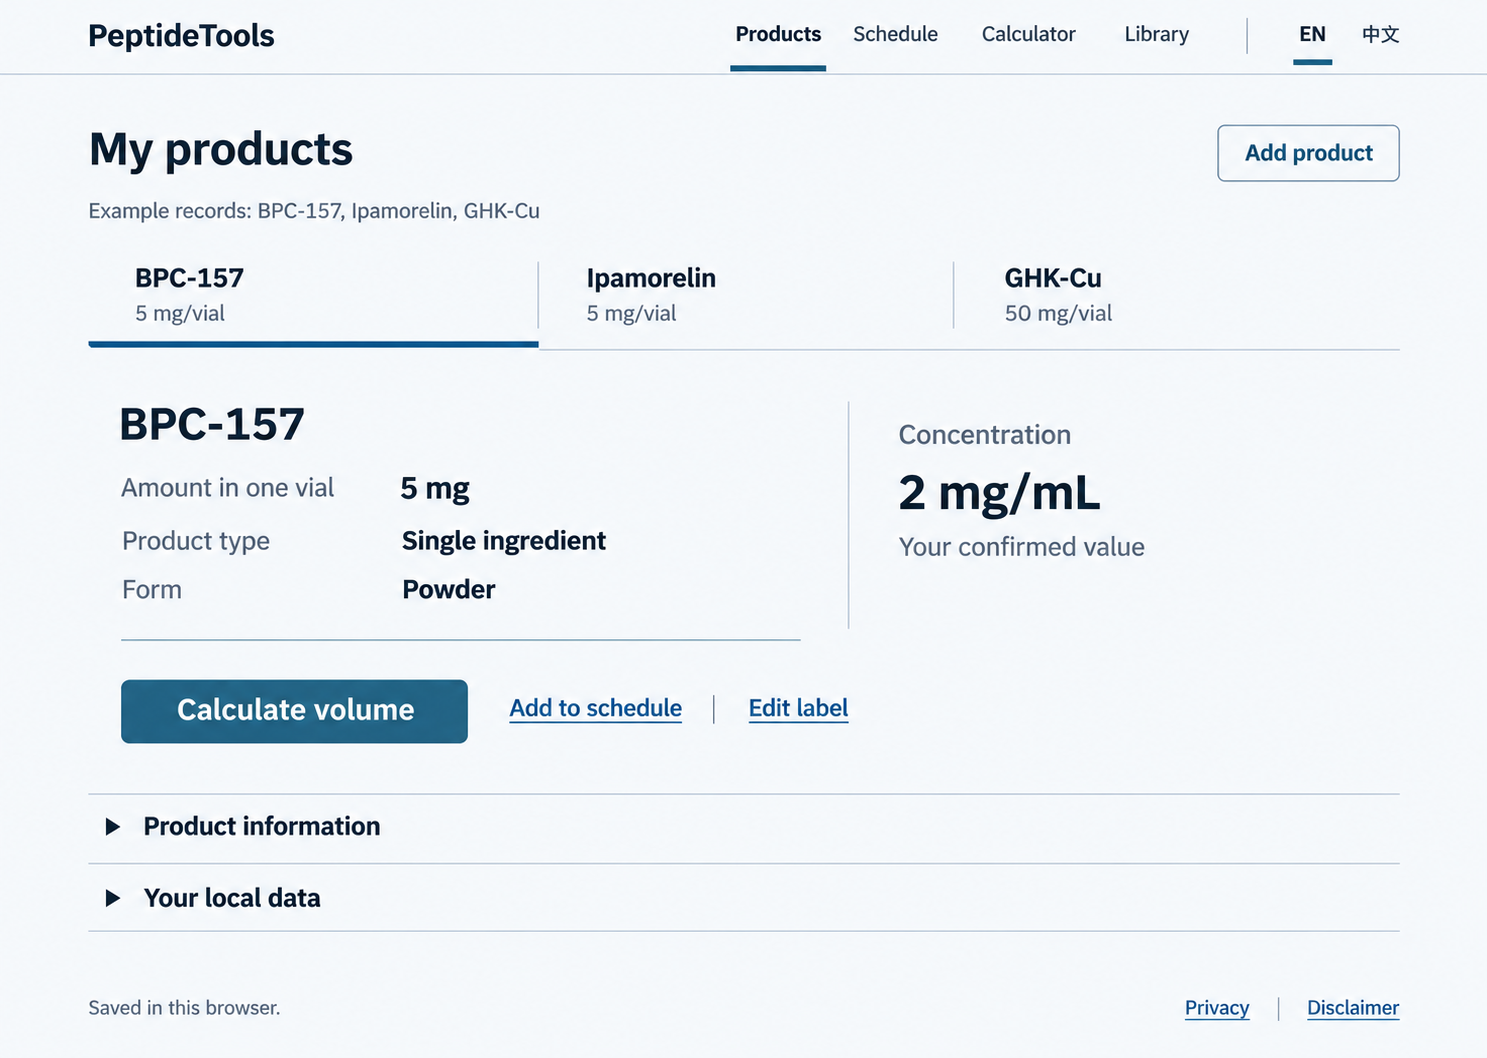 PeptideTools
Products Schedule Calculator Library EN 中文
My products
Add product
Example records: BPC-157, Ipamorelin, GHK-Cu
BPC-157
5 mg/vial
Ipamorelin
5 mg/vial
GHK-Cu
50 mg/vial
BPC-157
Amount in one vial 5 mg
Product type Single ingredient
Form Powder
Concentration
2 mg/mL
Your confirmed value
Calculate volume
Add to schedule
Edit label
Product information
Your local data
Saved in this browser.
Privacy
Disclaimer